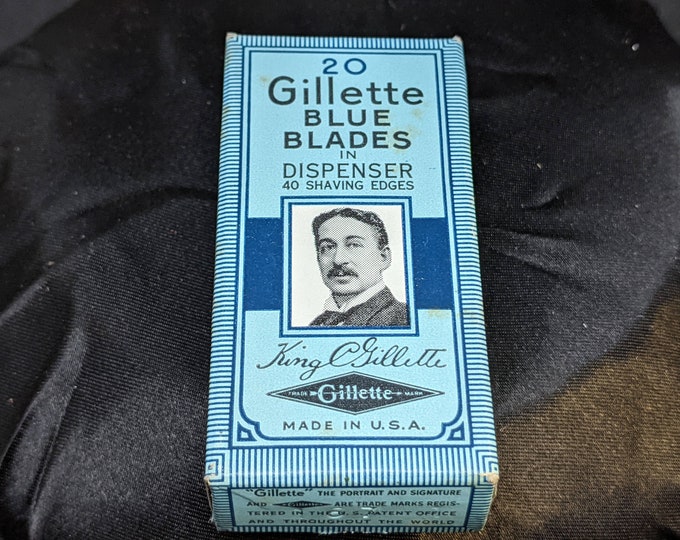 20
Gillette
BLUE
BLADES
IN
DISPENSER
40 SHAVING EDGES
King C Gillette
TRADE Gillette MARK
MADE IN U.S.A.
"Gillette" THE PORTRAIT AND SIGNATURE
AND Gillette ARE TRADE MARKS REGIS-
TERED IN THE U.S. PATENT OFFICE
AND THROUGHOUT THE WORLD